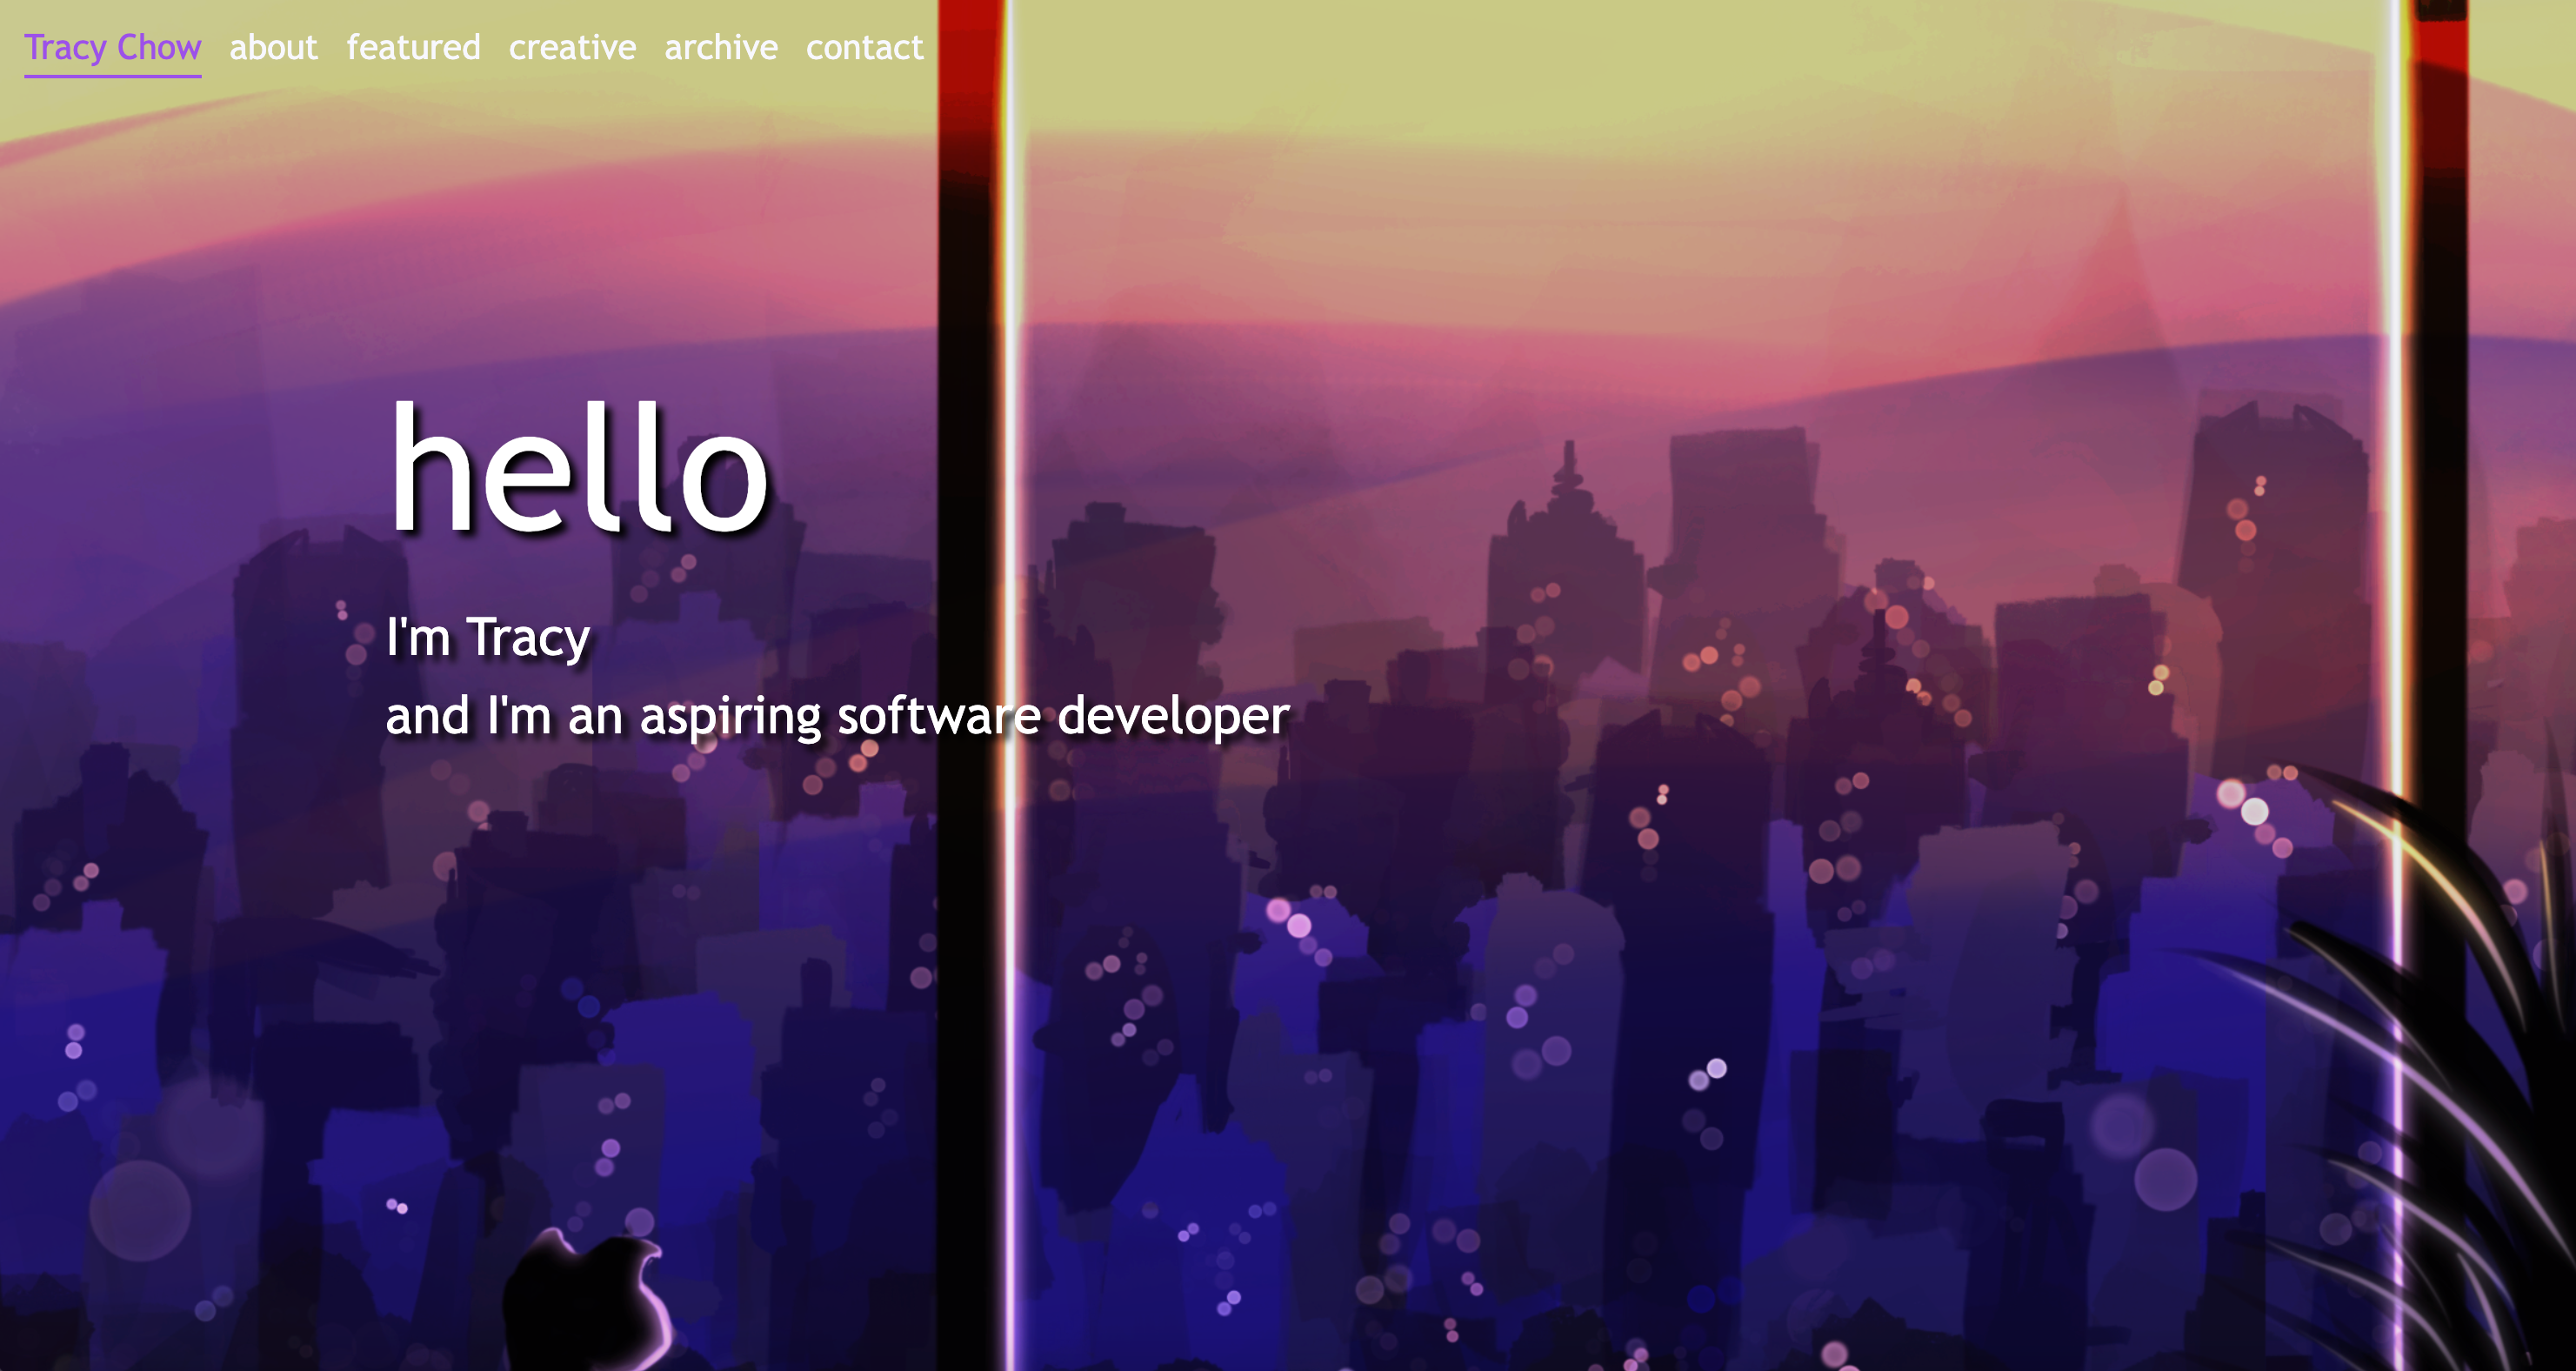 Tracy Chow about featured creative archive contact
hello
I'm Tracy
and I'm an aspiring software developer